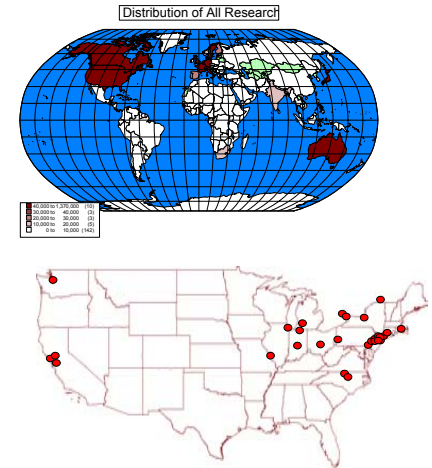 Distribution of All Research
40,000 to 1,370,000 (10)
30,000 to 40,000 (3)
20,000 to 30,000 (3)
10,000 to 20,000 (5)
0 to 10,000 (142)